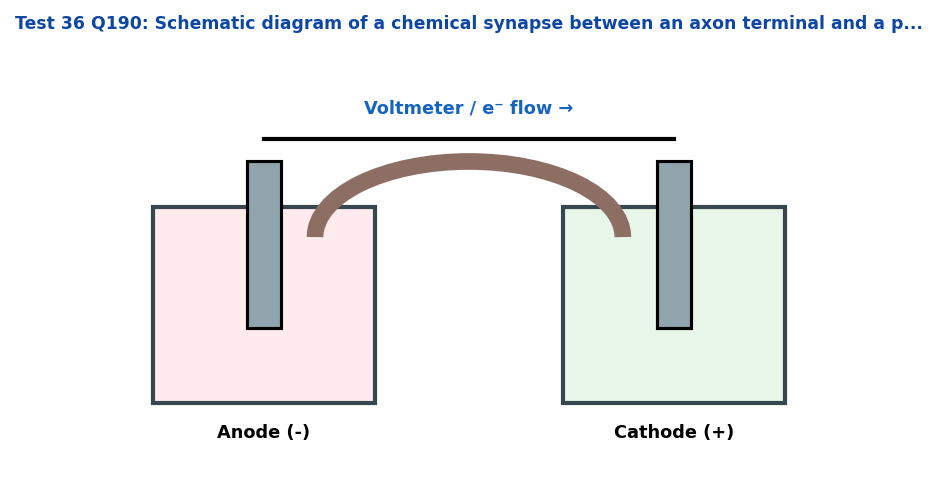 Test 36 Q190: Schematic diagram of a chemical synapse between an axon terminal and a p...
Voltmeter / e⁻ flow →
Anode (-)
Cathode (+)